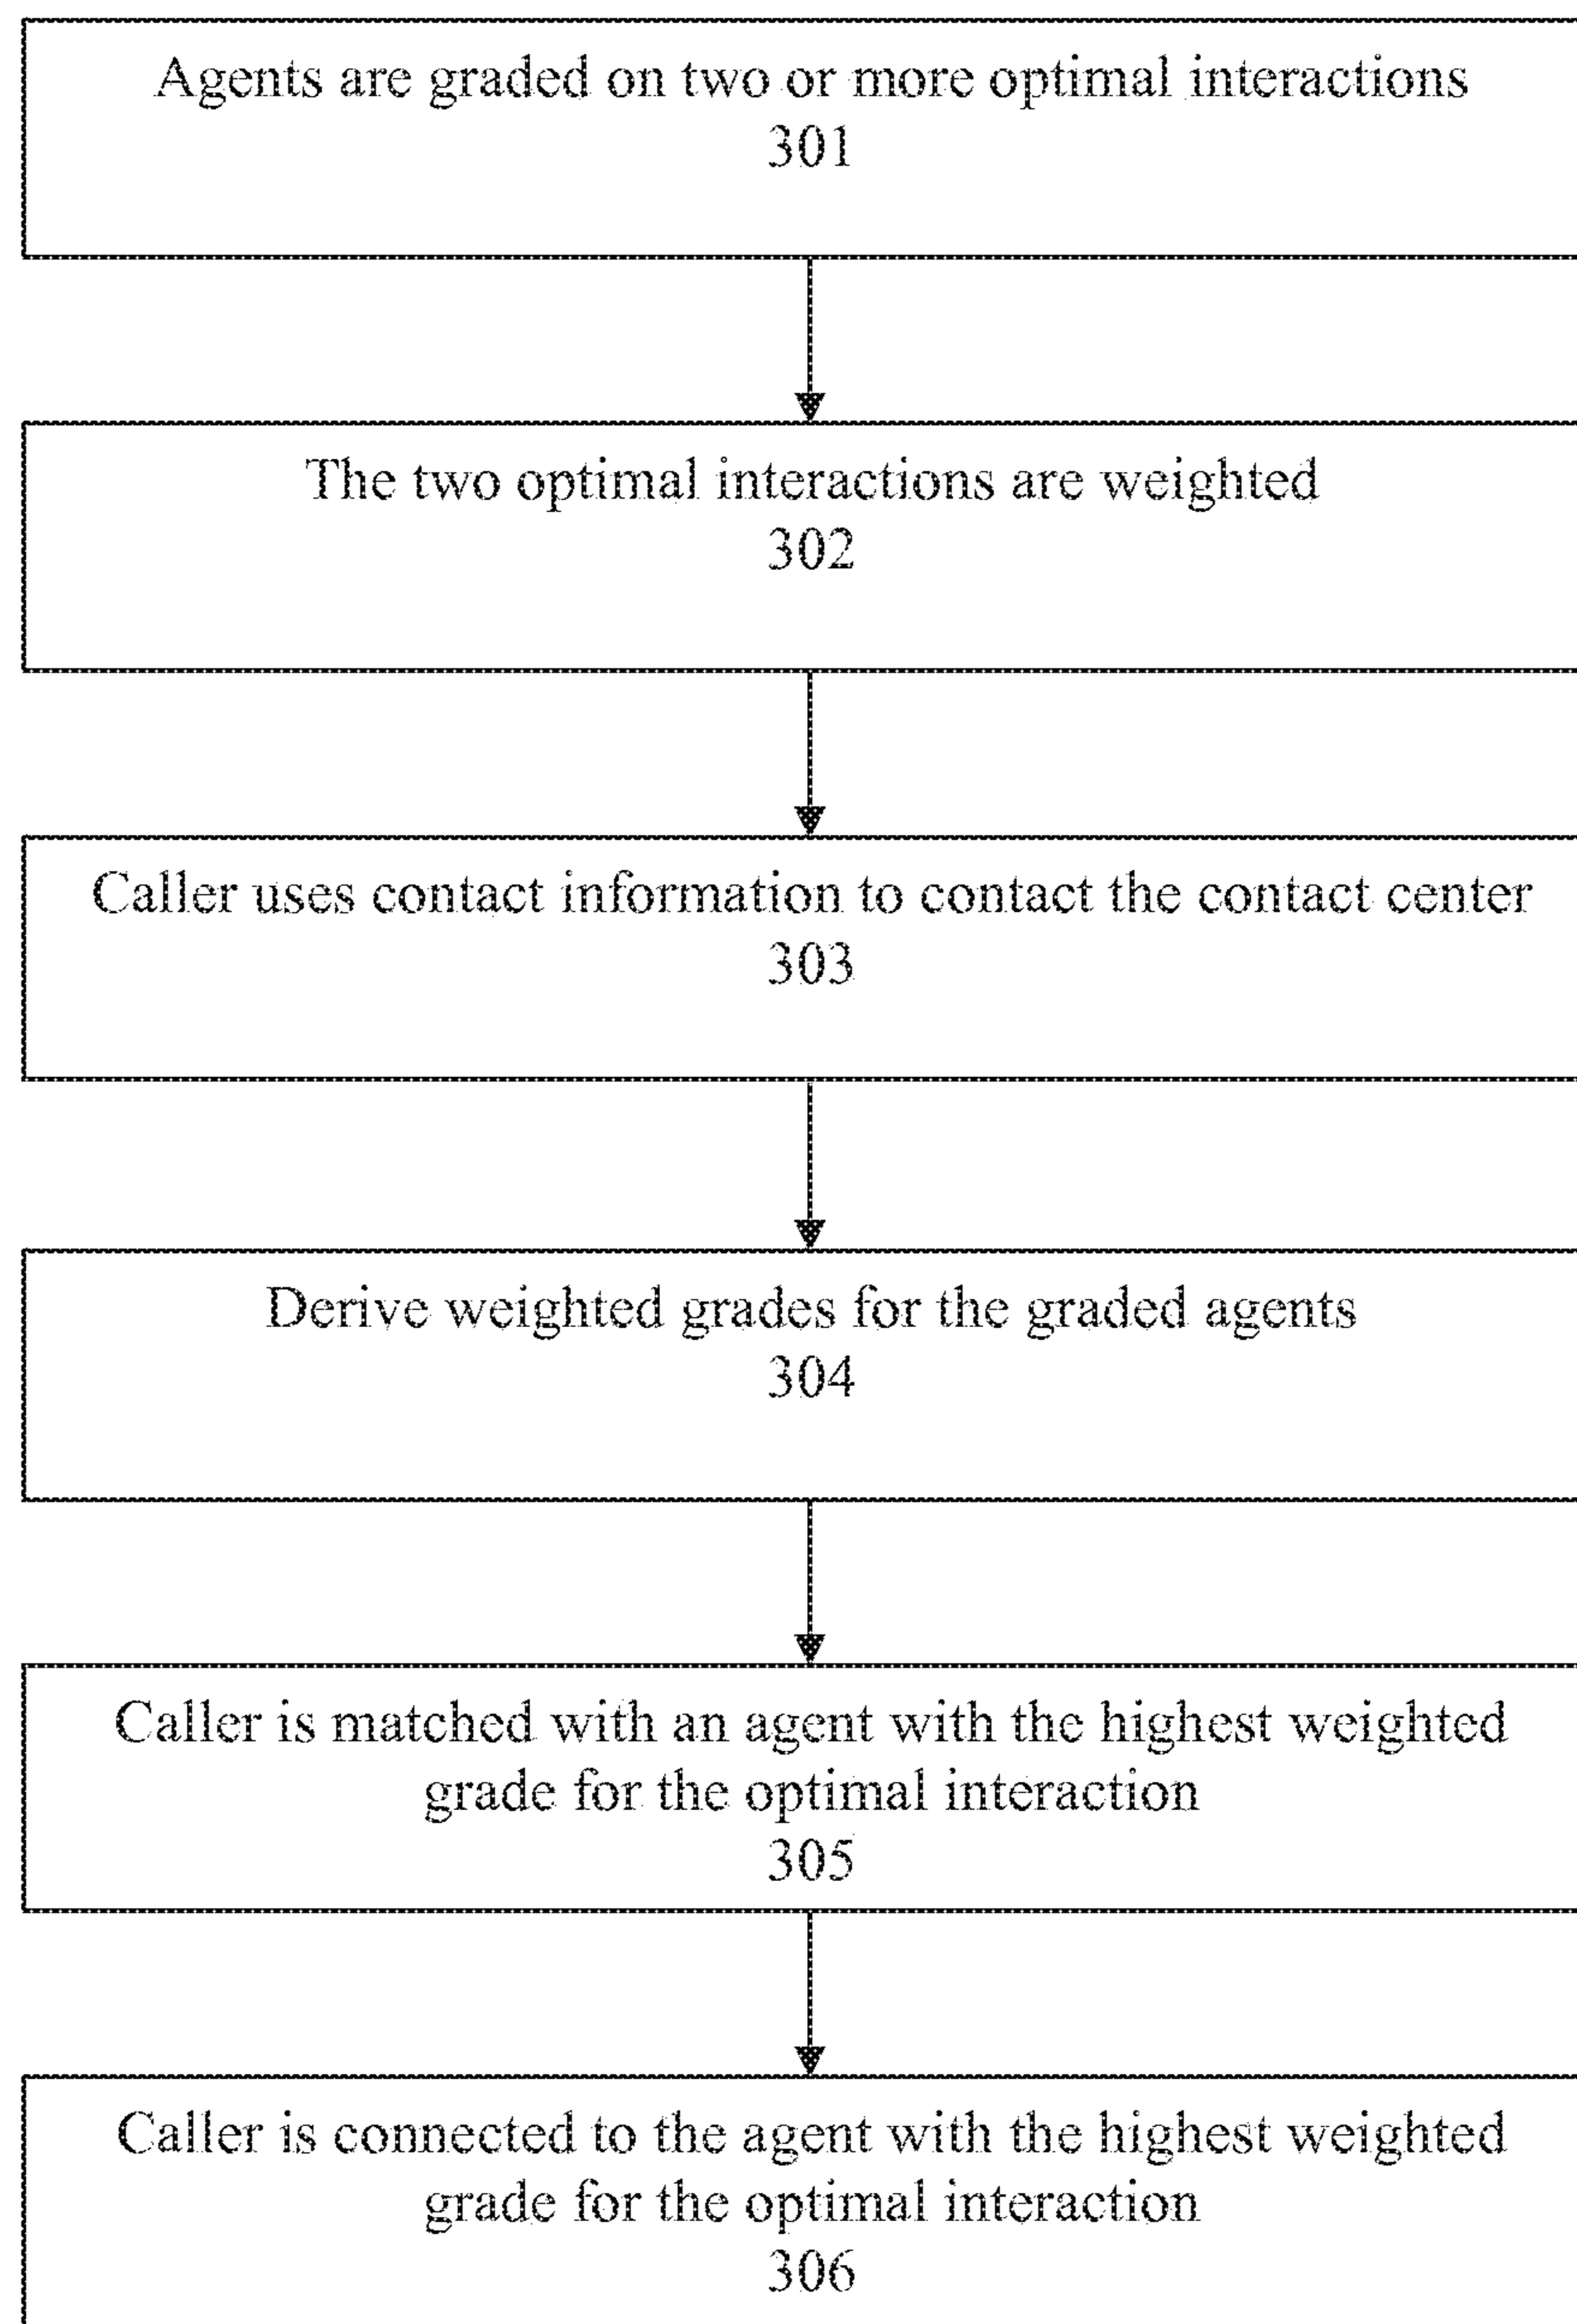 Agents are graded on two or more optimal interactions
301
The two optimal interactions are weighted
302
Caller uses contact information to contact the contact center
303
Derive weighted grades for the graded agents
304
Caller is matched with an agent with the highest weighted
grade for the optimal interaction
305
Caller is connected to the agent with the highest weighted
grade for the optimal interaction
306